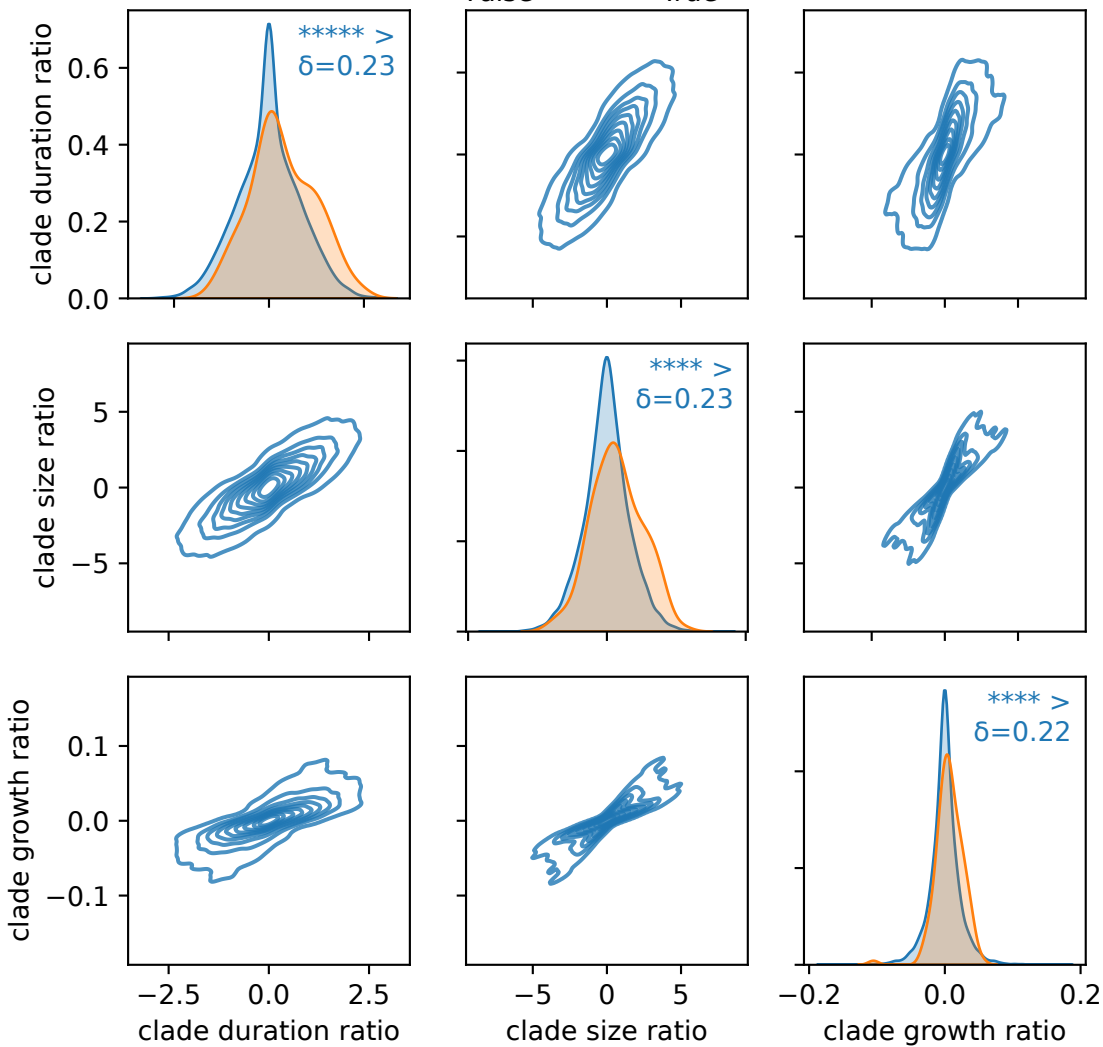 clade duration ratio
0.6
0.4
0.2
0.0
***** >
δ=0.23
clade size ratio
5
0
−5
**** >
δ=0.23
clade growth ratio
0.1
0.0
−0.1
**** >
δ=0.22
−2.5 0.0 2.5
−5 0 5
−0.2 0.0 0.2
clade duration ratio
clade size ratio
clade growth ratio